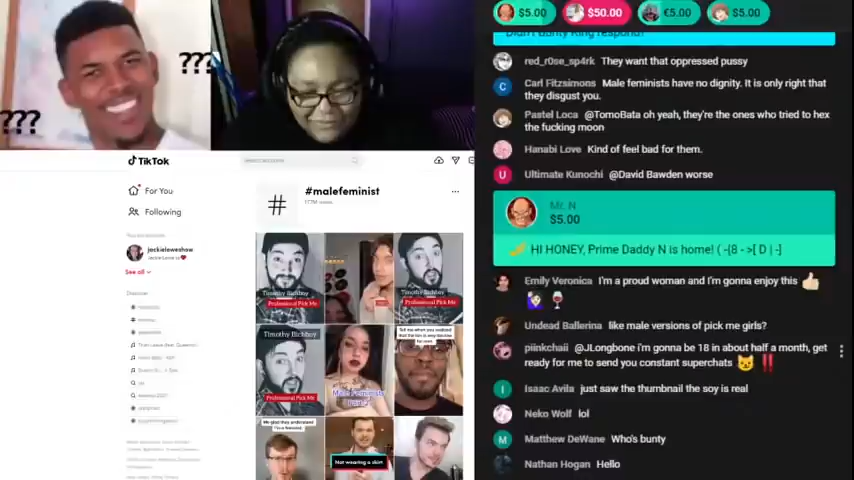 ???
???
TikTok
For You
Following
jackielaweshow
See all
#malefeminist
Timothy Bichboy
Professional Pick Me
Timothy Bichboy
Professional Pick Me
Timothy Bichboy
Professional Pick Me
Male Feminists
Not wearing a shirt
$5.00
$50.00
€5.00
$5.00
red_r0se_sp4rk They want that oppressed pussy
Carl Fitzsimons Male feminists have no dignity. It is only right that
they disgust you.
Pastel Loca @TomoBata oh yeah, they're the ones who tried to hex
the fucking moon
Hanabi Love Kind of feel bad for them.
Ultimate Kunochi @David Bawden worse
Mr. N
$5.00
HI HONEY, Prime Daddy N is home! ( -{8 - >[ D | -]
Emily Veronica I'm a proud woman and I'm gonna enjoy this
Undead Ballerina like male versions of pick me girls?
piinkchaii @JLongbone i'm gonna be 18 in about half a month, get
ready for me to send you constant superchats
Isaac Avila just saw the thumbnail the soy is real
Neko Wolf lol
Matthew DeWane Who's bunty
Nathan Hogan Hello